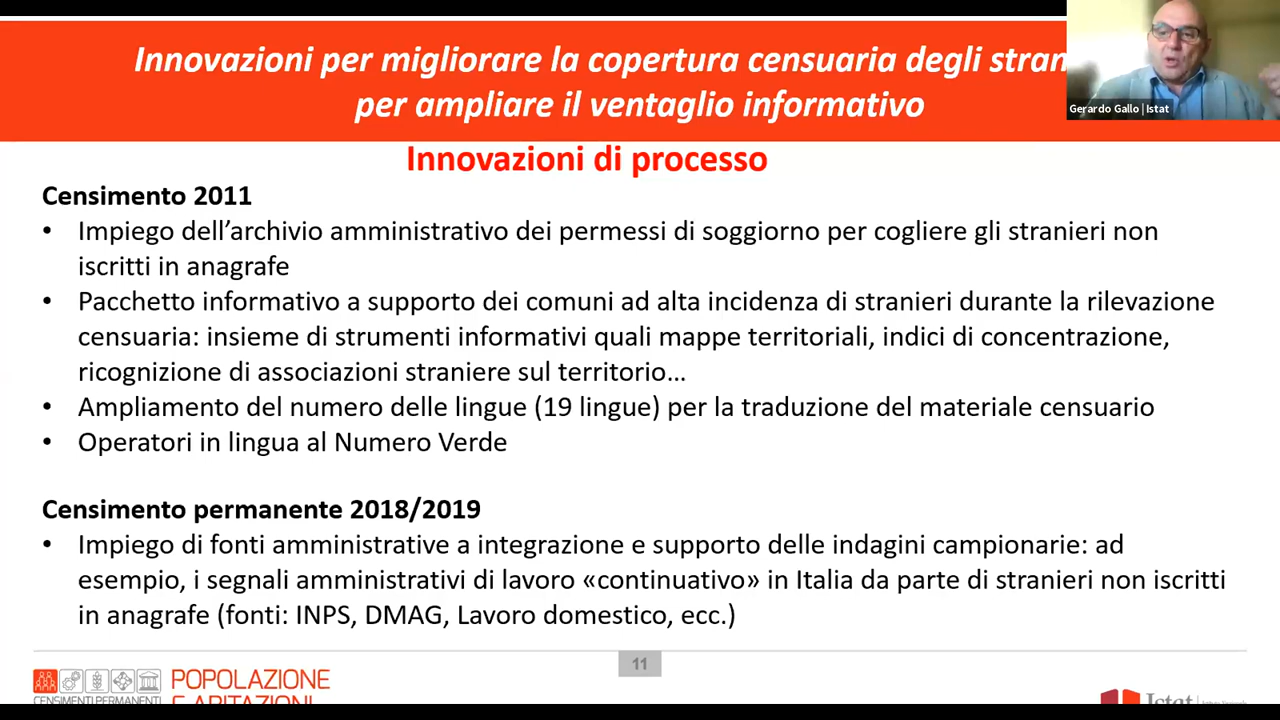 Innovazioni per migliorare la copertura censuaria degli
per ampliare il ventaglio informativo
Gerardo Gallo | Istat
Innovazioni di processo
Censimento 2011
• Impiego dell'archivio amministrativo dei permessi di soggiorno per cogliere gli stranieri non
iscritti in anagrafe
• Pacchetto informativo a supporto dei comuni ad alta incidenza di stranieri durante la rilevazione
censuaria: insieme di strumenti informativi quali mappe territoriali, indici di concentrazione,
ricognizione di associazioni straniere sul territorio…
• Ampliamento del numero delle lingue (19 lingue) per la traduzione del materiale censuario
• Operatori in lingua al Numero Verde
Censimento permanente 2018/2019
• Impiego di fonti amministrative a integrazione e supporto delle indagini campionarie: ad
esempio, i segnali amministrativi di lavoro «continuativo» in Italia da parte di stranieri non iscritti
in anagrafe (fonti: INPS, DMAG, Lavoro domestico, ecc.)
11
POPOLAZIONE
E ABITAZIONI
CENSIMENTI PERMANENTI
Istat